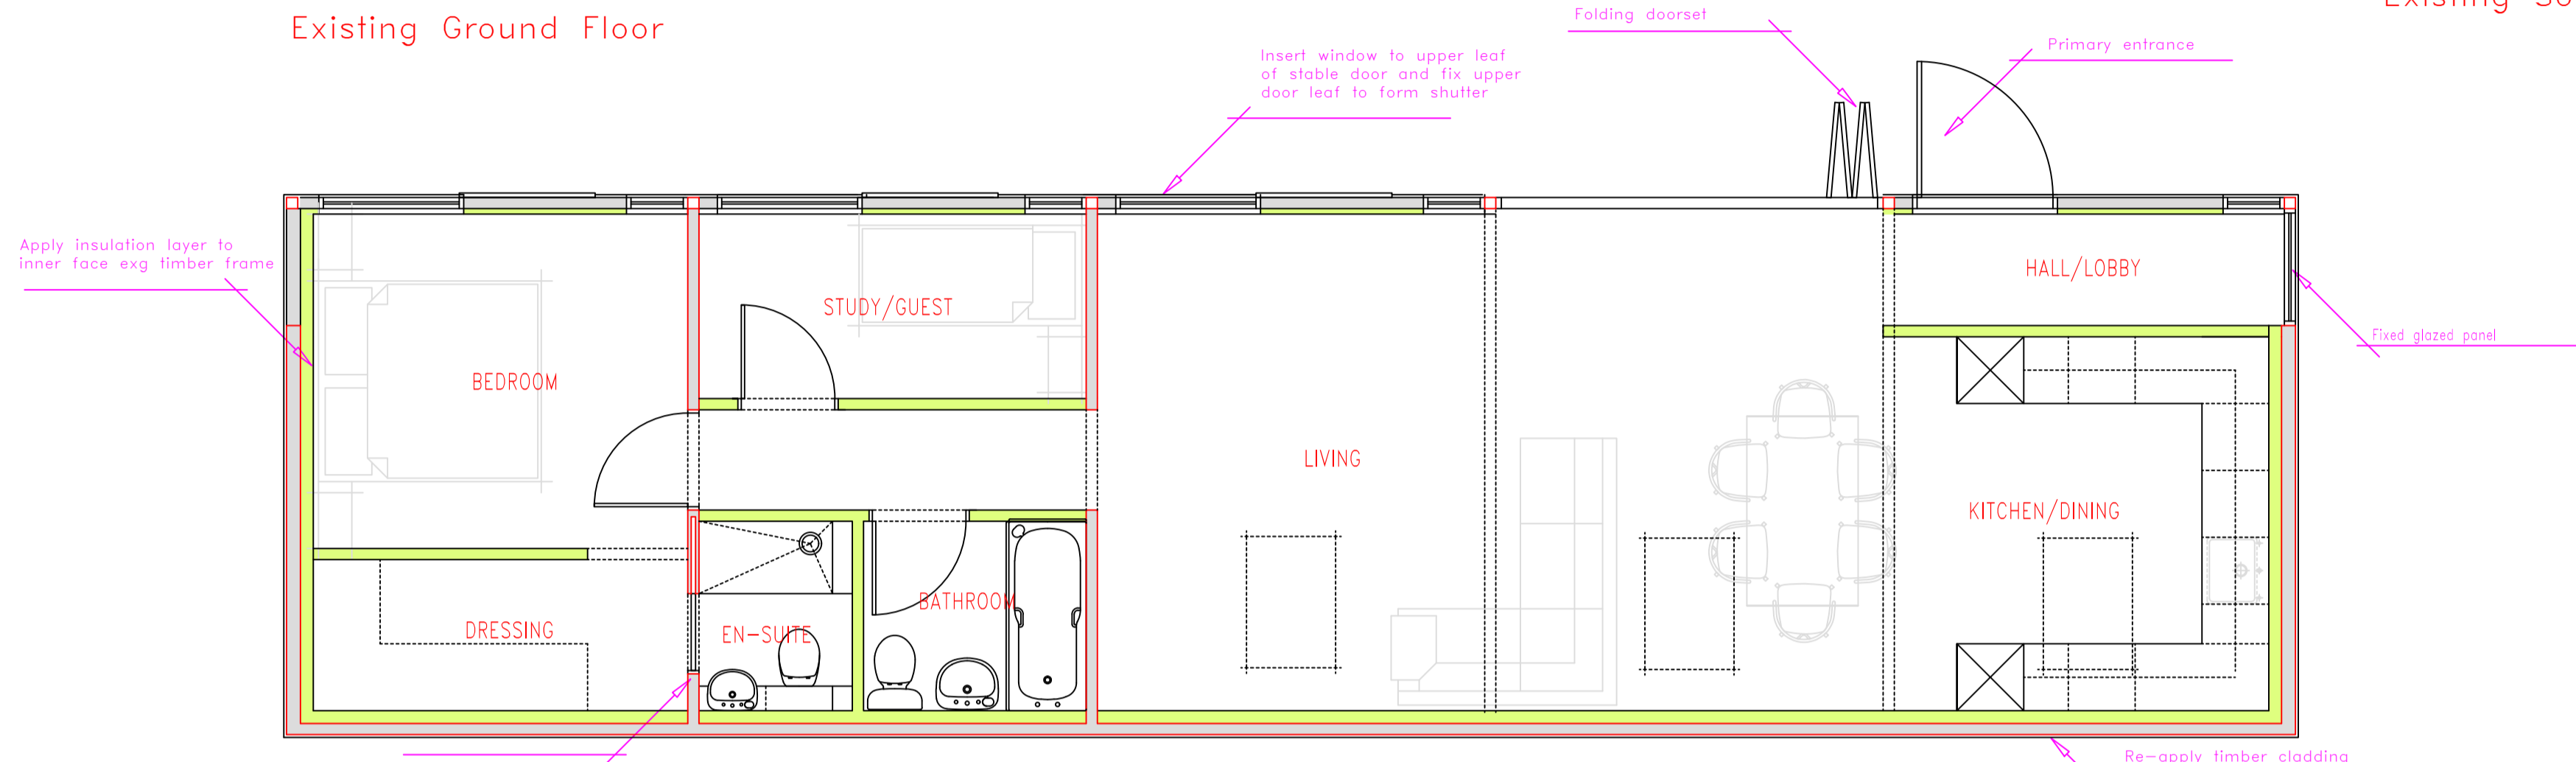 Existing Ground Floor
Folding doorset
Primary entrance
Insert window to upper leaf
of stable door and fix upper
door leaf to form shutter
Apply insulation layer to
inner face exg timber frame
HALL/LOBBY
STUDY/GUEST
Fixed glazed panel
BEDROOM
LIVING
KITCHEN/DINING
BATHROOM
DRESSING
EN-SUITE
Re-apply timber cladding